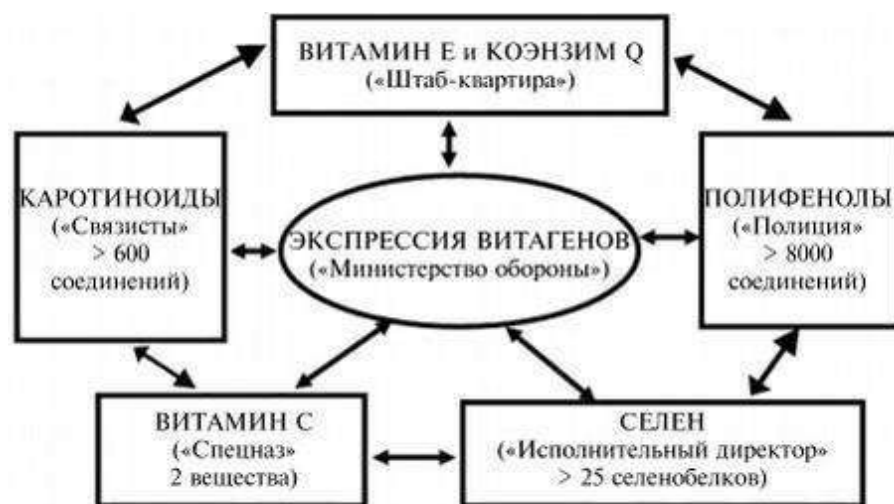 ВИТАМИН Е и КОЭНЗИМ Q
(«Штаб-квартира»)
КАРОТИНОИДЫ
(«Связисты»
> 600
соединений)
ЭКСПРЕССИЯ ВИТАГЕНОВ
(«Министерство обороны»)
ПОЛИФЕНОЛЫ
(«Полиция»
> 8000
соединений)
ВИТАМИН С
(«Спецназ»
2 вещества)
СЕЛЕН
(«Исполнительный директор»
> 25 селенобелков)